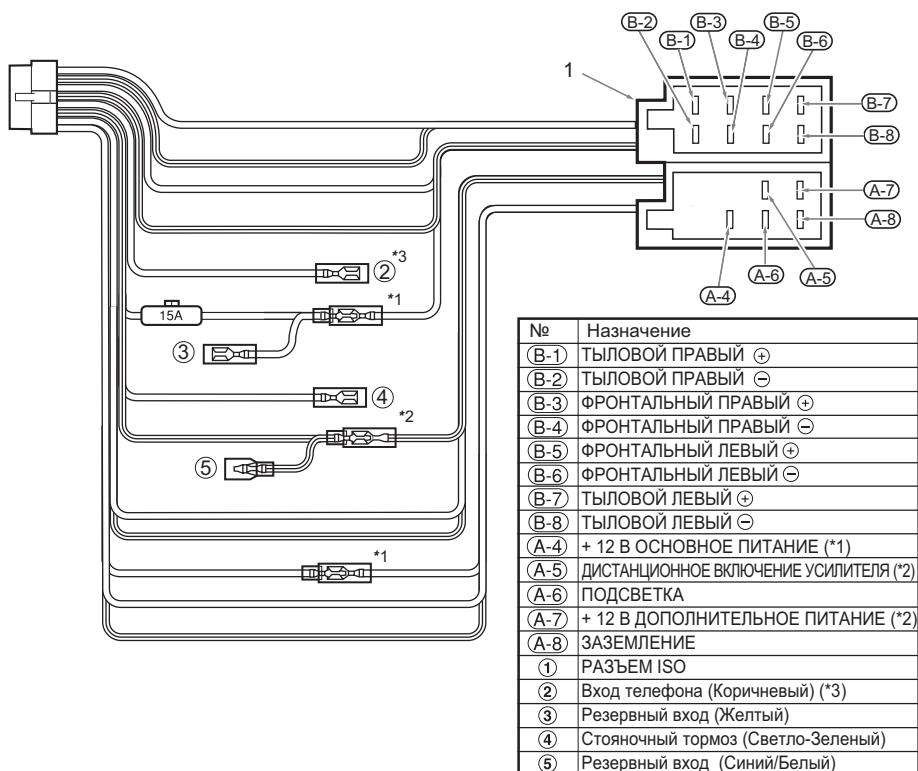 B-2
B-3
B-5
B-1
B-4
B-6
1
B-7
B-8
A-7
A-8
*3
2
*1
15A
3
A-6
A-5
A-4
4
*2
5
*1
№ Назначение
B-1 ТЫЛОВОЙ ПРАВЫЙ ⊕
B-2 ТЫЛОВОЙ ПРАВЫЙ ⊖
B-3 ФРОНТАЛЬНЫЙ ПРАВЫЙ ⊕
B-4 ФРОНТАЛЬНЫЙ ПРАВЫЙ ⊖
B-5 ФРОНТАЛЬНЫЙ ЛЕВЫЙ ⊕
B-6 ФРОНТАЛЬНЫЙ ЛЕВЫЙ ⊖
B-7 ТЫЛОВОЙ ЛЕВЫЙ ⊕
B-8 ТЫЛОВОЙ ЛЕВЫЙ ⊖
A-4 + 12 В ОСНОВНОЕ ПИТАНИЕ (*1)
A-5 ДИСТАНЦИОННОЕ ВКЛЮЧЕНИЕ УСИЛИТЕЛЯ (*2)
A-6 ПОДСВЕТКА
A-7 + 12 В ДОПОЛНИТЕЛЬНОЕ ПИТАНИЕ (*2)
A-8 ЗАЗЕМЛЕНИЕ
1 РАЗЪЕМ ISO
2 Вход телефона (Коричневый) (*3)
3 Резервный вход (Желтый)
4 Стояночный тормоз (Светло-Зеленый)
5 Резервный вход (Синий/Белый)